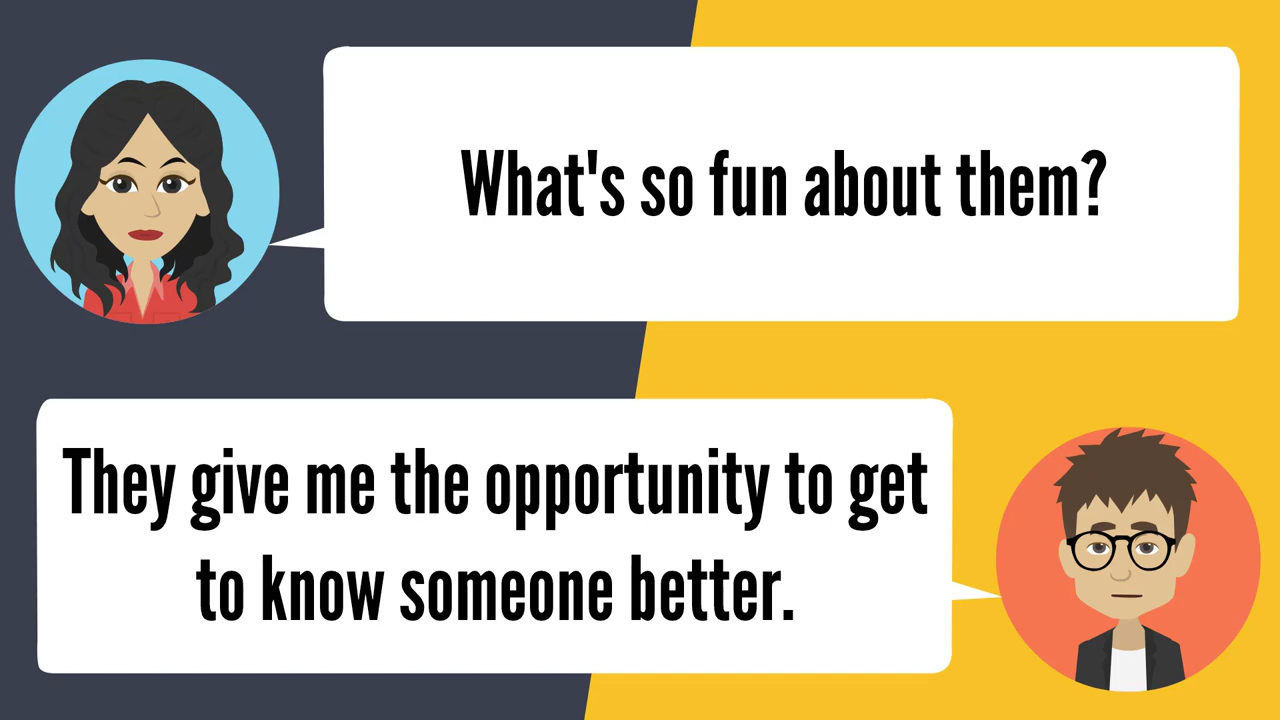 What's so fun about them?
They give me the opportunity to get
to know someone better.